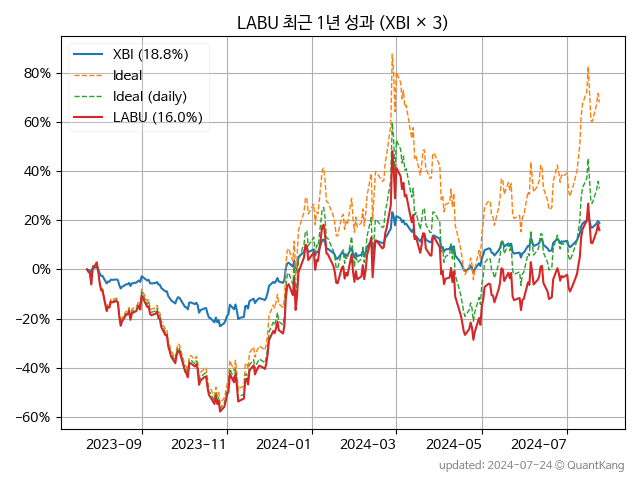 LABU 최근 1년 성과 (XBI × 3)
XBI (18.8%)
Ideal
Ideal (daily)
LABU (16.0%)
80%
60%
40%
20%
0%
−20%
−40%
−60%
2023-09 2023-11 2024-01 2024-03 2024-05 2024-07
updated: 2024-07-24 © QuantKang